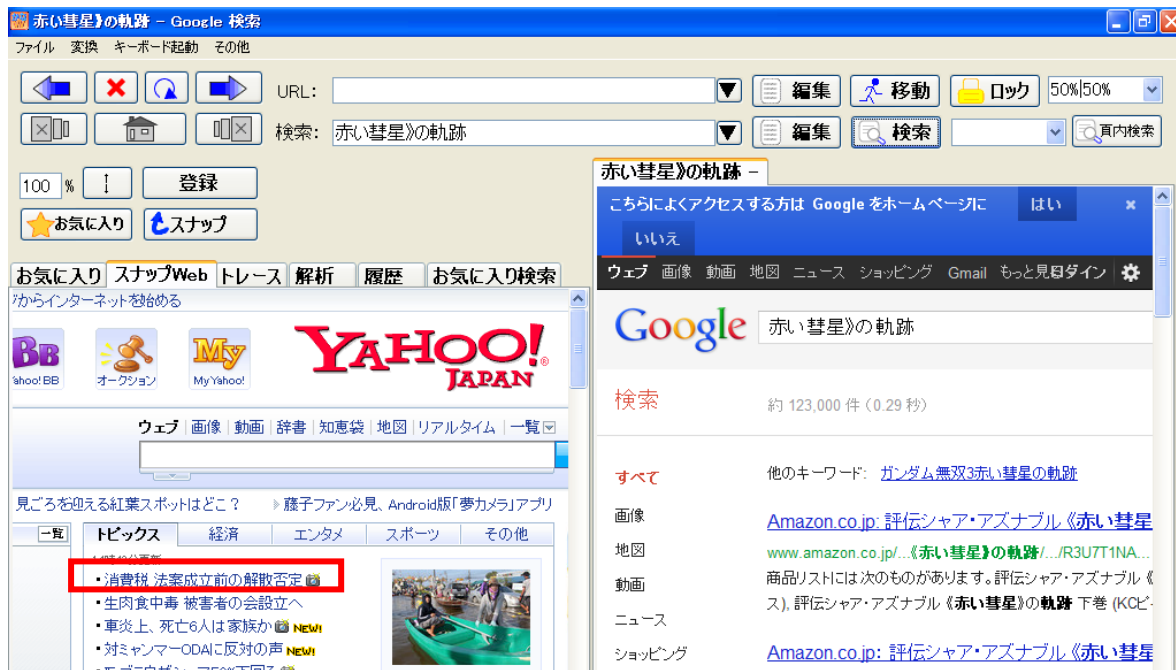 赤い彗星》の軌跡 - Google 検索
ファイル 変換 キーボード起動 その他
URL: 編集 移動 ロック 50%|50%
検索: 赤い彗星》の軌跡 編集 検索 頁内検索
100 % 登録
お気に入り スナップ
お気に入り スナップWeb トレース 解析 履歴 お気に入り検索
からインターネットを始める
BB My YAHOO! JAPAN
ahoo! BB オークション My Yahoo!
ウェブ 画像 動画 辞書 知恵袋 地図 リアルタイム 一覧
見ごろを迎える紅葉スポットはどこ? 藤子ファン必見、Android版「夢カメラ」アプリ
一覧 トピックス 経済 エンタメ スポーツ その他
・消費税 法案成立前の解散否定
・生肉食中毒 被害者の会設立へ
・車炎上、死亡6人は家族か NEW!
・対ミャンマーODAに反対の声 NEW!
赤い彗星》の軌跡 -
こちらによくアクセスする方は Google をホームページに はい ×
いいえ
ウェブ 画像 動画 地図 ニュース ショッピング Gmail もっと見
Google 赤い彗星》の軌跡
検索 約 123,000 件 (0.29 秒)
すべて 他のキーワード: ガンダム無双3赤い彗星の軌跡
画像 Amazon.co.jp: 評伝シャア・アズナブル 《赤い彗星
地図 www.amazon.co.jp/...《赤い彗星》の軌跡/.../R3U7T1NA...
動画 商品リストには次のものがあります。評伝シャア・アズナブル 《
ス), 評伝シャア・アズナブル 《赤い彗星》の軌跡 下巻 (KCピ-
ニュース
ショッピング Amazon.co.jp: 評伝シャア・アズナブル 《赤い彗星